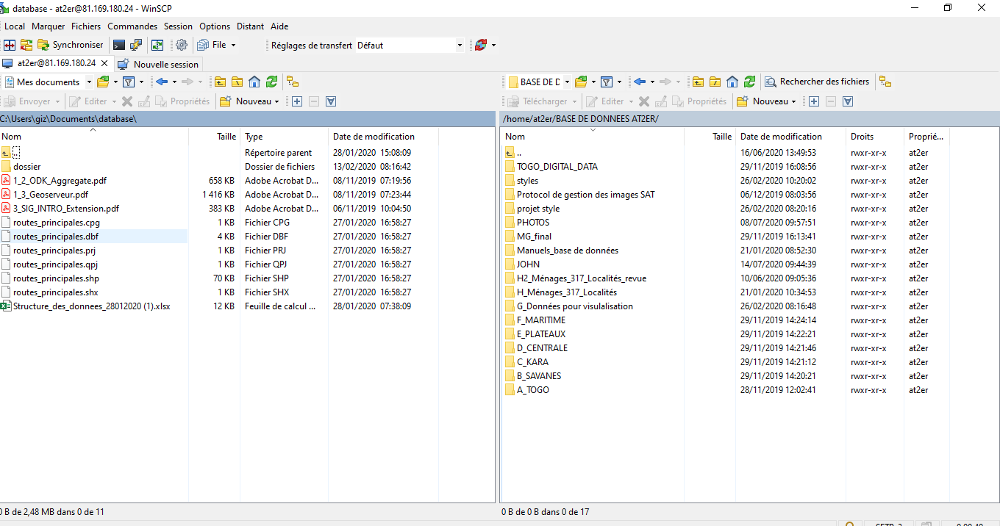 database - at2er@81.169.180.24 - WinSCP
Local Marquer Fichiers Commandes Session Options Distant Aide
Synchroniser File Réglages de transfert Défaut
at2er@81.169.180.24 Nouvelle session
Mes documents
Envoyer Editer Propriétés Nouveau
C:\Users\giz\Documents\database\
Nom Taille Type Date de modification
.. Répertoire parent 28/01/2020 15:08:09
dossier Dossier de fichiers 13/02/2020 08:16:42
1_2_ODK_Aggregate.pdf 658 KB Adobe Acrobat D... 08/11/2019 07:19:56
1_3_Geoserveur.pdf 1 416 KB Adobe Acrobat D... 08/11/2019 07:23:44
3_SIG_INTRO_Extension.pdf 383 KB Adobe Acrobat D... 06/11/2019 10:04:50
routes_principales.cpg 1 KB Fichier CPG 27/01/2020 16:58:27
routes_principales.dbf 4 KB Fichier DBF 27/01/2020 16:58:27
routes_principales.prj 1 KB Fichier PRJ 27/01/2020 16:58:27
routes_principales.qpj 1 KB Fichier QPJ 27/01/2020 16:58:27
routes_principales.shp 70 KB Fichier SHP 27/01/2020 16:58:27
routes_principales.shx 1 KB Fichier SHX 27/01/2020 16:58:27
Structure_des_donnees_28012020 (1).xlsx 12 KB Feuille de calcul ... 28/01/2020 07:38:09
0 B de 2,48 MB dans 0 de 11
BASE DE D Rechercher des fichiers
Télécharger Editer Propriétés Nouveau
/home/at2er/BASE DE DONNEES AT2ER/
Nom Taille Date de modification Droits Proprié...
.. 16/06/2020 13:49:53 rwxr-xr-x at2er
TOGO_DIGITAL_DATA 29/11/2019 16:08:56 rwxr-xr-x at2er
styles 26/02/2020 10:20:02 rwxr-xr-x at2er
Protocol de gestion des images SAT 06/12/2019 08:03:56 rwxr-xr-x at2er
projet style 26/02/2020 08:20:16 rwxr-xr-x at2er
PHOTOS 08/07/2020 09:57:51 rwxr-xr-x at2er
MG_final 29/11/2019 16:13:41 rwxr-xr-x at2er
Manuels_base de données 21/01/2020 08:52:30 rwxr-xr-x at2er
JOHN 14/07/2020 09:44:39 rwxr-xr-x at2er
H2_Ménages_317_Localités_revue 10/06/2020 09:05:36 rwxr-xr-x at2er
H_Ménages_317_Localités 21/01/2020 10:34:53 rwxr-xr-x at2er
G_Données pour visulalisation 26/02/2020 08:16:48 rwxr-xr-x at2er
F_MARITIME 29/11/2019 14:24:14 rwxr-xr-x at2er
E_PLATEAUX 29/11/2019 14:22:21 rwxr-xr-x at2er
D_CENTRALE 29/11/2019 14:21:46 rwxr-xr-x at2er
C_KARA 29/11/2019 14:21:12 rwxr-xr-x at2er
B_SAVANES 29/11/2019 14:20:21 rwxr-xr-x at2er
A_TOGO 28/11/2019 12:02:41 rwxr-xr-x at2er
0 B de 0 B dans 0 de 17